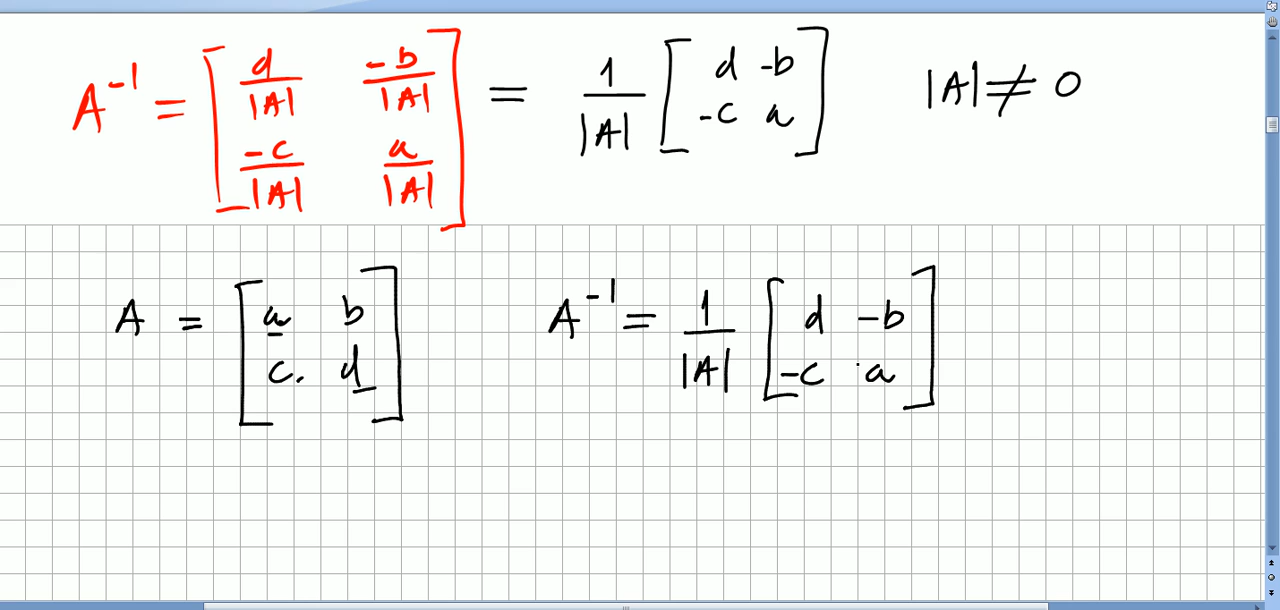 A⁻¹ = [ d/|A| -b/|A| ; -c/|A| a/|A| ] = 1/|A| [ d -b ; -c a ] |A| ≠ 0
A = [ a b ; c. d ] A⁻¹ = 1/|A| [ d -b ; -c a ]